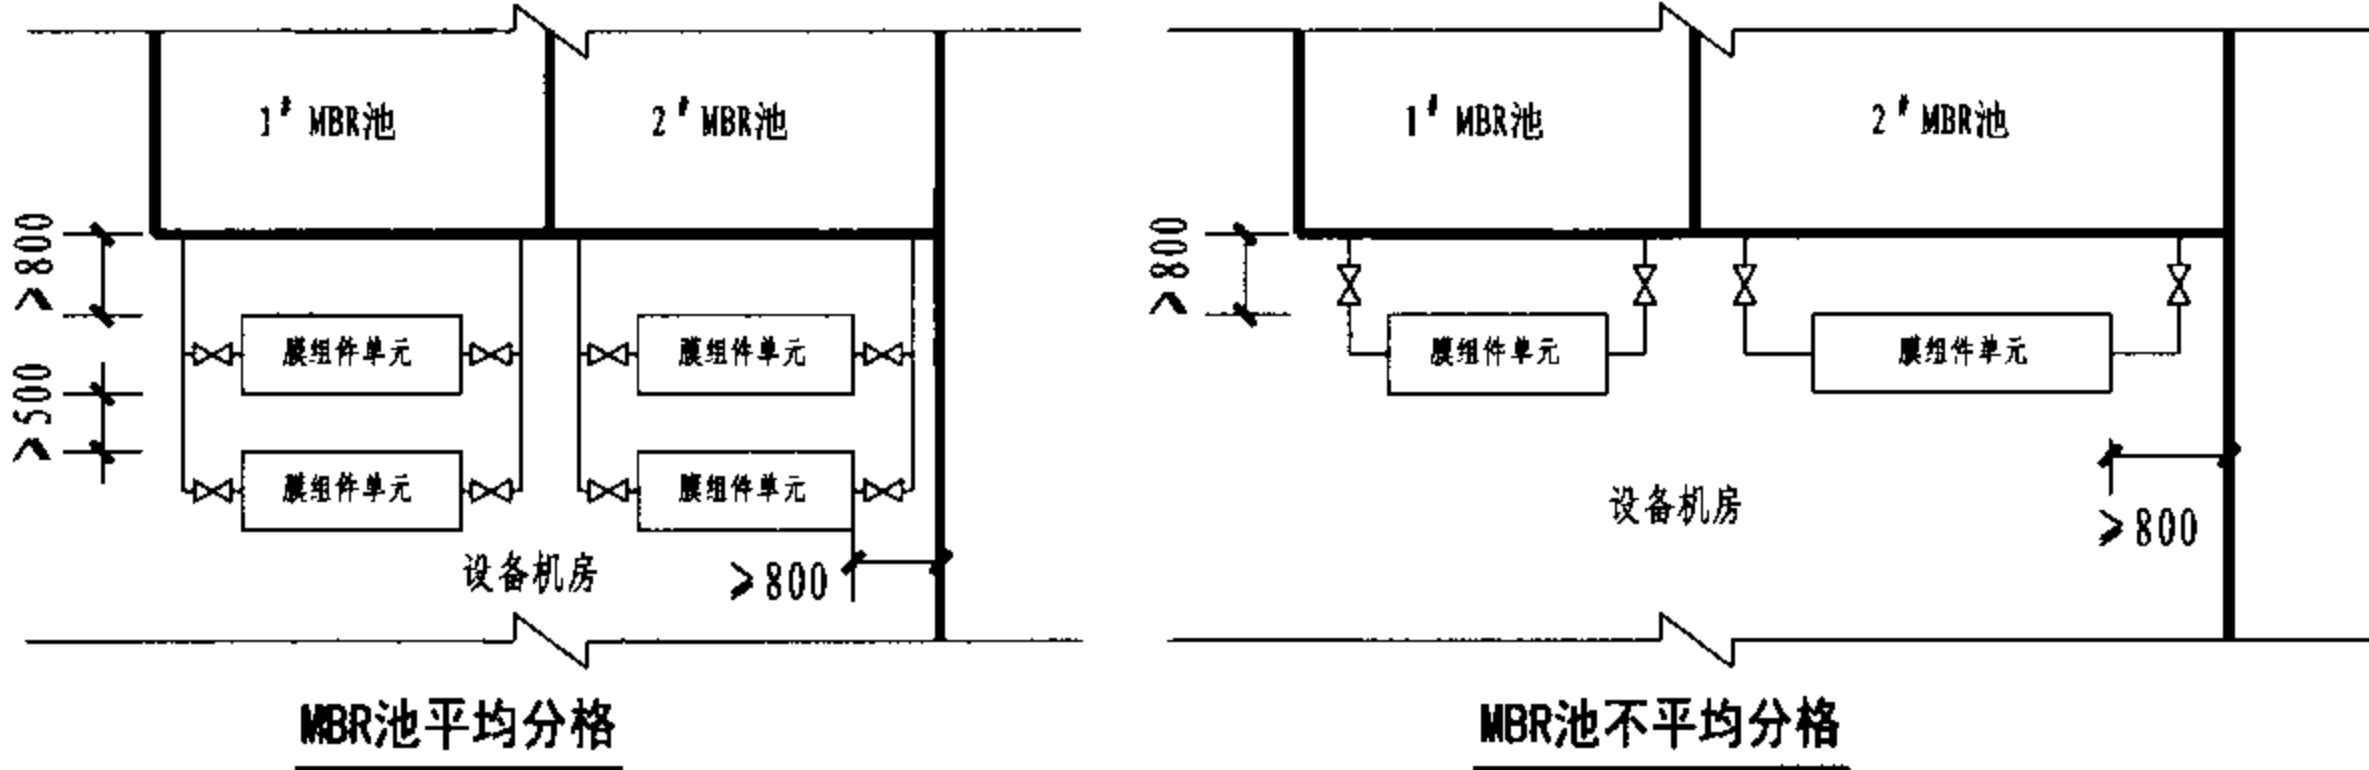 1# MBR池
2# MBR池
≥800
膜组件单元
膜组件单元
≥500
膜组件单元
膜组件单元
设备机房
≥800
MBR池平均分格
1# MBR池
2# MBR池
≥800
膜组件单元
膜组件单元
设备机房
≥800
MBR池不平均分格